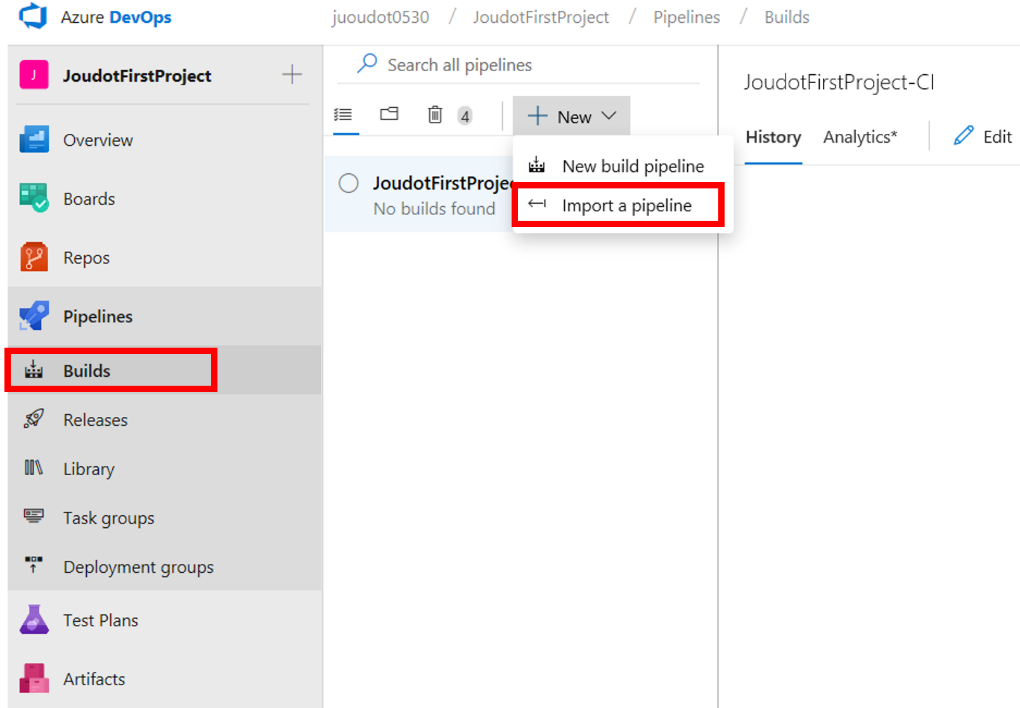 Azure DevOps
juoudot0530 / JoudotFirstProject / Pipelines / Builds
J
JoudotFirstProject
Overview
Boards
Repos
Pipelines
Builds
Releases
Library
Task groups
Deployment groups
Test Plans
Artifacts
Search all pipelines
4
New
New build pipeline
Import a pipeline
JoudotFirstProjec
No builds found
JoudotFirstProject-CI
History
Analytics*
Edit